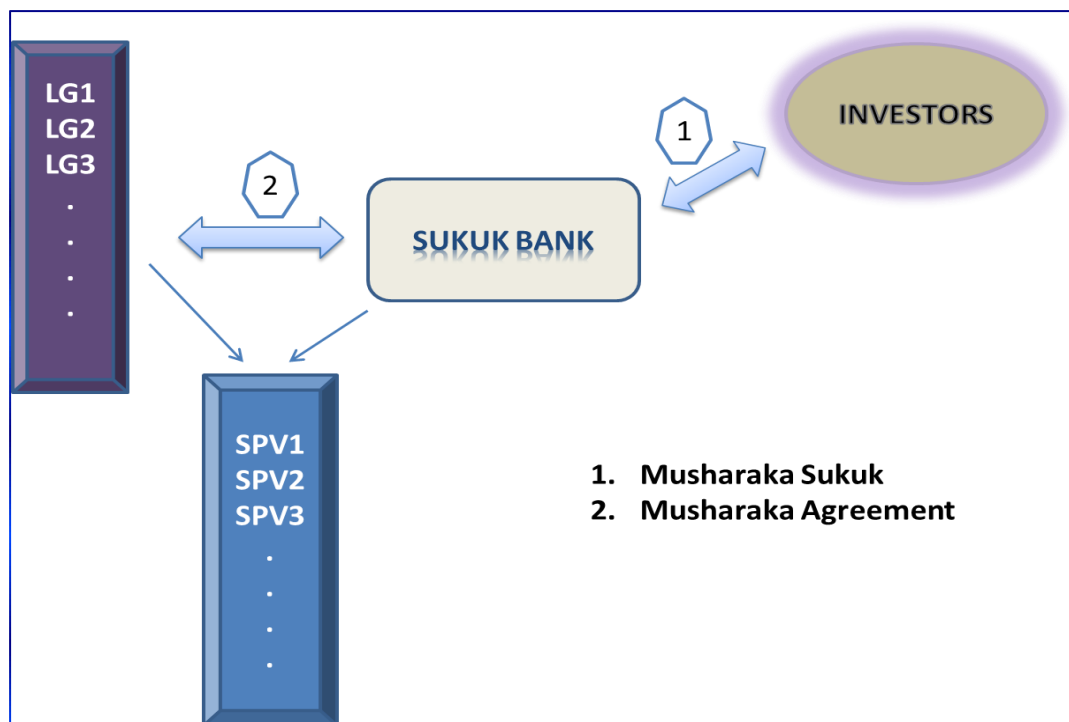 LG1
LG2
LG3
.
.
.
.
2
1
INVESTORS
SUKUK BANK
SPV1
SPV2
SPV3
.
.
.
.
1. Musharaka Sukuk
2. Musharaka Agreement